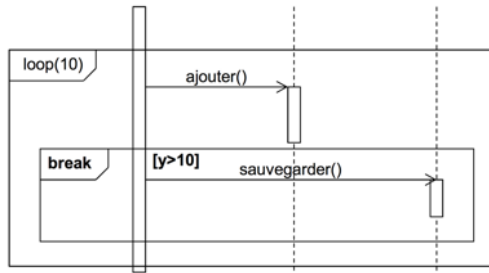 loop(10)
ajouter()
break [y>10]
sauvegarder()